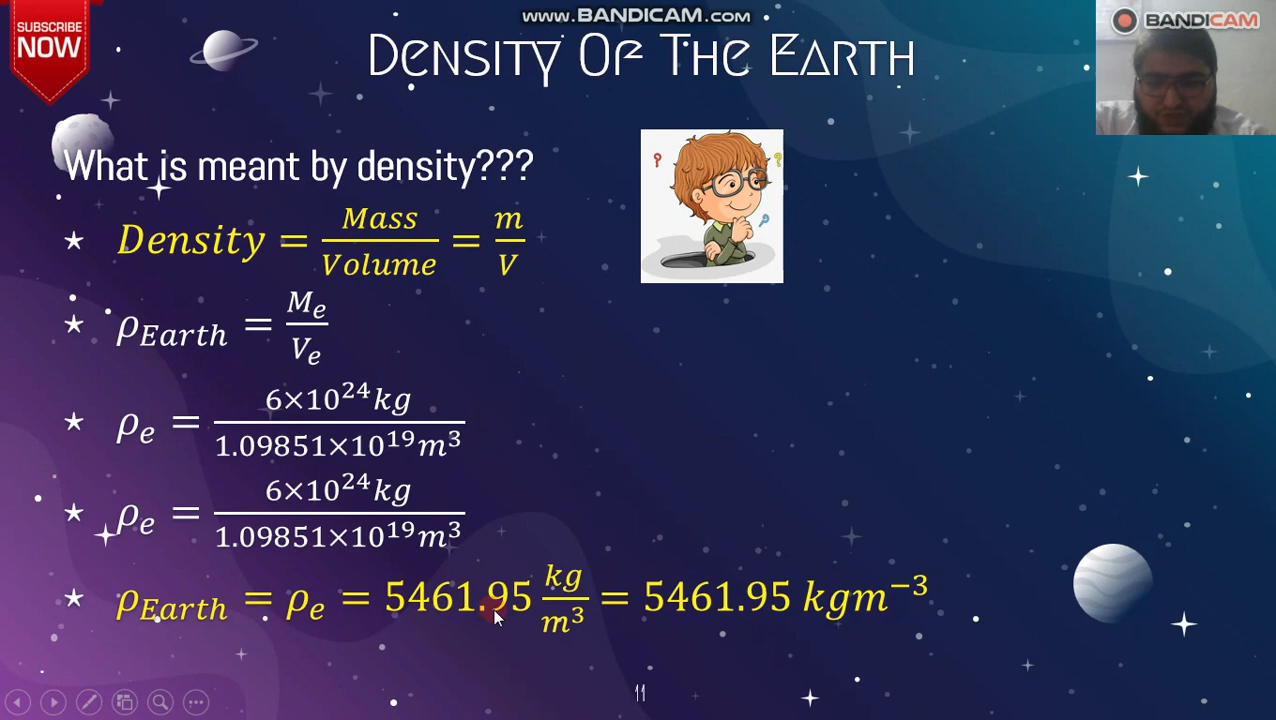 www.BANDICAM.com
SUBSCRIBE
NOW
BANDICAM
Density Of The Earth
What is meant by density???
★ Density = Mass/Volume = m/V
★ ρ_Earth = M_e/V_e
★ ρ_e = 6×10^24 kg/1.09851×10^19 m^3
★ ρ_e = 6×10^24 kg/1.09851×10^19 m^3
★ ρ_Earth = ρ_e = 5461.95 kg/m^3 = 5461.95 kgm^−3
11